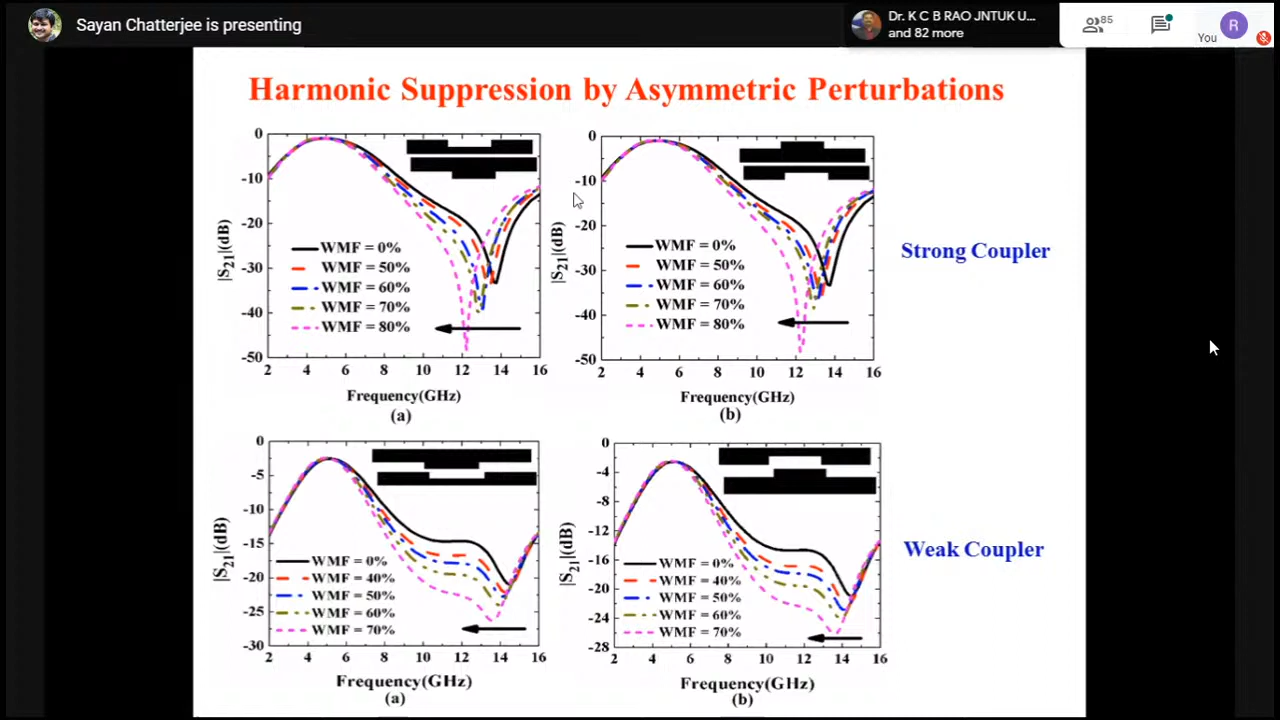 Sayan Chatterjee is presenting
Dr. K C B RAO JNTUK U...
and 82 more
85
You
R
Harmonic Suppression by Asymmetric Perturbations
0
-10
-20
-30
-40
-50
|S21|(dB)
WMF = 0%
WMF = 50%
WMF = 60%
WMF = 70%
WMF = 80%
2 4 6 8 10 12 14 16
Frequency(GHz)
(a)
0
-10
-20
-30
-40
-50
|S21|(dB)
WMF = 0%
WMF = 50%
WMF = 60%
WMF = 70%
WMF = 80%
2 4 6 8 10 12 14 16
Frequency(GHz)
(b)
Strong Coupler
0
-5
-10
-15
-20
-25
-30
|S21|(dB)
WMF = 0%
WMF = 40%
WMF = 50%
WMF = 60%
WMF = 70%
2 4 6 8 10 12 14 16
Frequency(GHz)
(a)
0
-4
-8
-12
-16
-20
-24
-28
|S21|(dB)
WMF = 0%
WMF = 40%
WMF = 50%
WMF = 60%
WMF = 70%
2 4 6 8 10 12 14 16
Frequency(GHz)
(b)
Weak Coupler